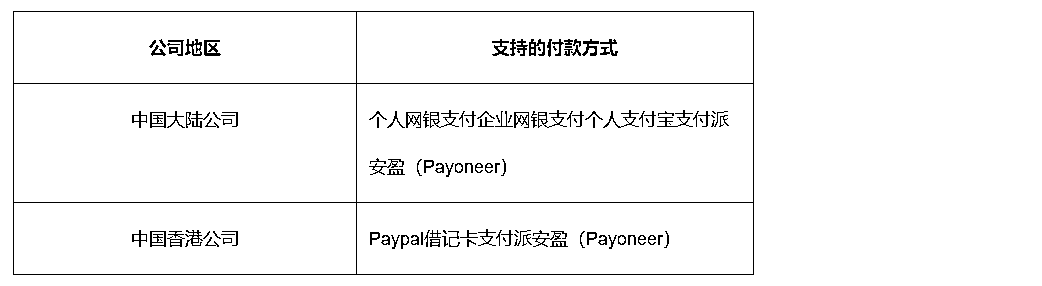 公司地区
支持的付款方式
中国大陆公司
个人网银支付企业网银支付个人支付宝支付派
安盈（Payoneer）
中国香港公司
Paypal借记卡支付派安盈（Payoneer）